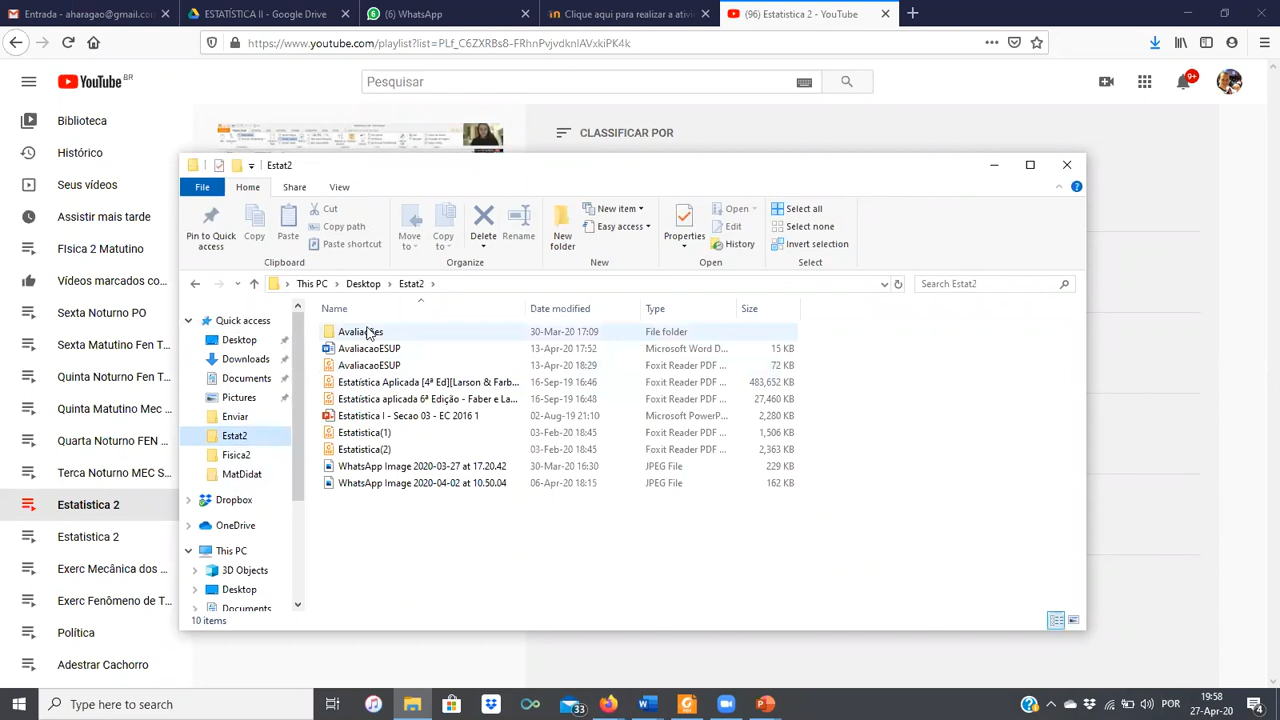 Entrada - aharagao@gmail.com
ESTATÍSTICA II - Google Drive
(6) WhatsApp
Clique aqui para realizar a ativi
(96) Estatistica 2 - YouTube
https://www.youtube.com/playlist?list=PLf_C6ZXRBs8-FRhnPvjvdknIAVxkiPK4k
YouTube BR
Pesquisar
9+
Biblioteca
Histórico
Seus vídeos
Assistir mais tarde
FIsica 2 Matutino
Vídeos marcados co...
Sexta Noturno PO
Sexta Matutino Fen T
Quinta Noturno Fen T
Quinta Matutino Mec
Quarta Noturno FEN
Terca Noturno MEC S
Estatistica 2
Estatistica 2
Exerc Mecânica dos
Exerc Fenômeno de T
Política
Adestrar Cachorro
CLASSIFICAR POR
Estat2
File Home Share View
Pin to Quick access
Copy
Paste
Cut
Copy path
Paste shortcut
Clipboard
Move to
Copy to
Delete
Rename
Organize
New folder
New item
Easy access
New
Properties
Open
Edit
History
Open
Select all
Select none
Invert selection
Select
This PC > Desktop > Estat2
Search Estat2
Quick access
Desktop
Downloads
Documents
Pictures
Enviar
Estat2
Fisica2
MatDidat
Dropbox
OneDrive
This PC
3D Objects
Desktop
Documents
Name Date modified Type Size
30-Mar-20 17:09 File folder
AvaliacaoESUP 13-Apr-20 17:52 Microsoft Word D... 15 KB
AvaliacaoESUP 13-Apr-20 18:29 Foxit Reader PDF ... 72 KB
Estatística Aplicada [4ª Ed][Larson & Farb... 16-Sep-19 16:46 Foxit Reader PDF ... 483,652 KB
Estatística aplicada 6ª Edição - Faber e La... 16-Sep-19 16:48 Foxit Reader PDF ... 27,460 KB
Estatistica I - Secao 03 - EC 2016 1 02-Aug-19 21:10 Microsoft PowerP... 2,280 KB
Estatistica(1) 03-Feb-20 18:45 Foxit Reader PDF ... 1,506 KB
Estatistica(2) 03-Feb-20 18:45 Foxit Reader PDF ... 2,363 KB
WhatsApp Image 2020-03-27 at 17.20.42 30-Mar-20 16:30 JPEG File 229 KB
WhatsApp Image 2020-04-02 at 10.50.04 06-Apr-20 18:15 JPEG File 162 KB
10 items
Type here to search
33
POR
19:58
27-Apr-20
4